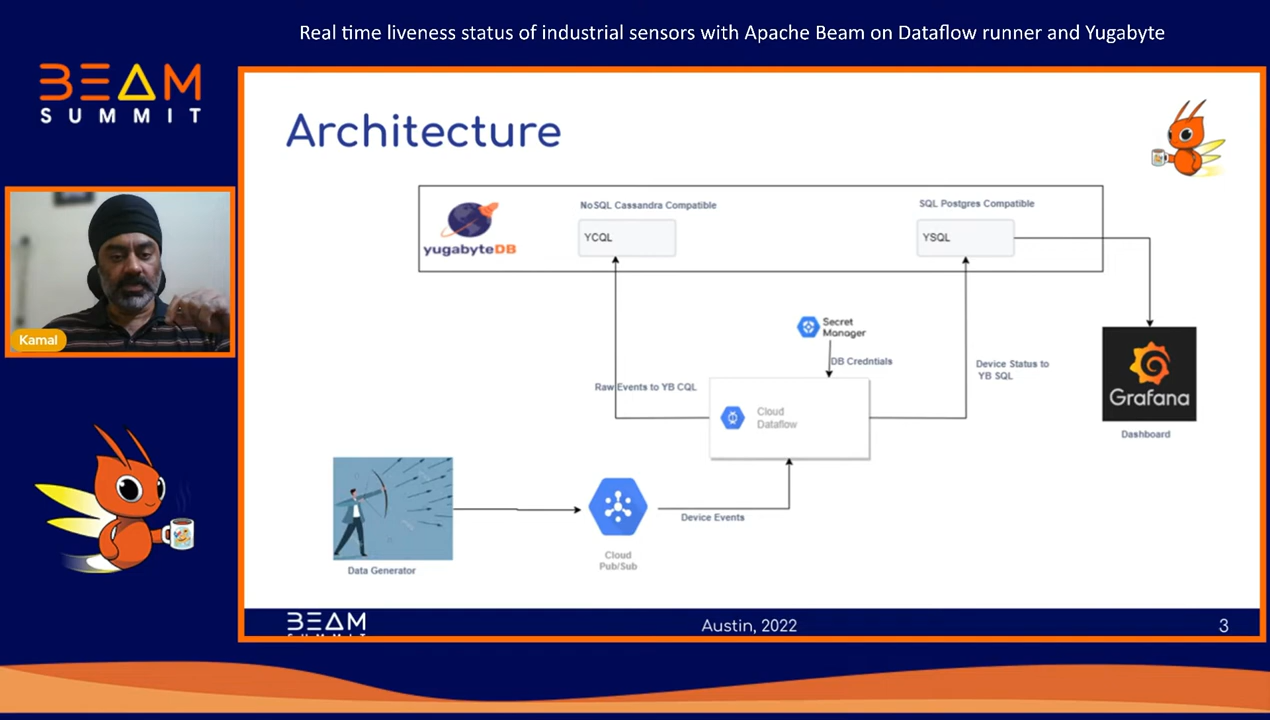 Real time liveness status of industrial sensors with Apache Beam on Dataflow runner and Yugabyte
BEAM
SUMMIT
Kamal
Architecture
yugabyteDB
NoSQL Cassandra Compatible
YCQL
SQL Postgres Compatible
YSQL
Secret
Manager
DB Credntials
Device Status to
YB SQL
Raw Events to YB CQL
Cloud
Dataflow
Grafana
Dashboard
Data Generator
Device Events
Cloud
Pub/Sub
BEAM
SUMMIT
Austin, 2022
3